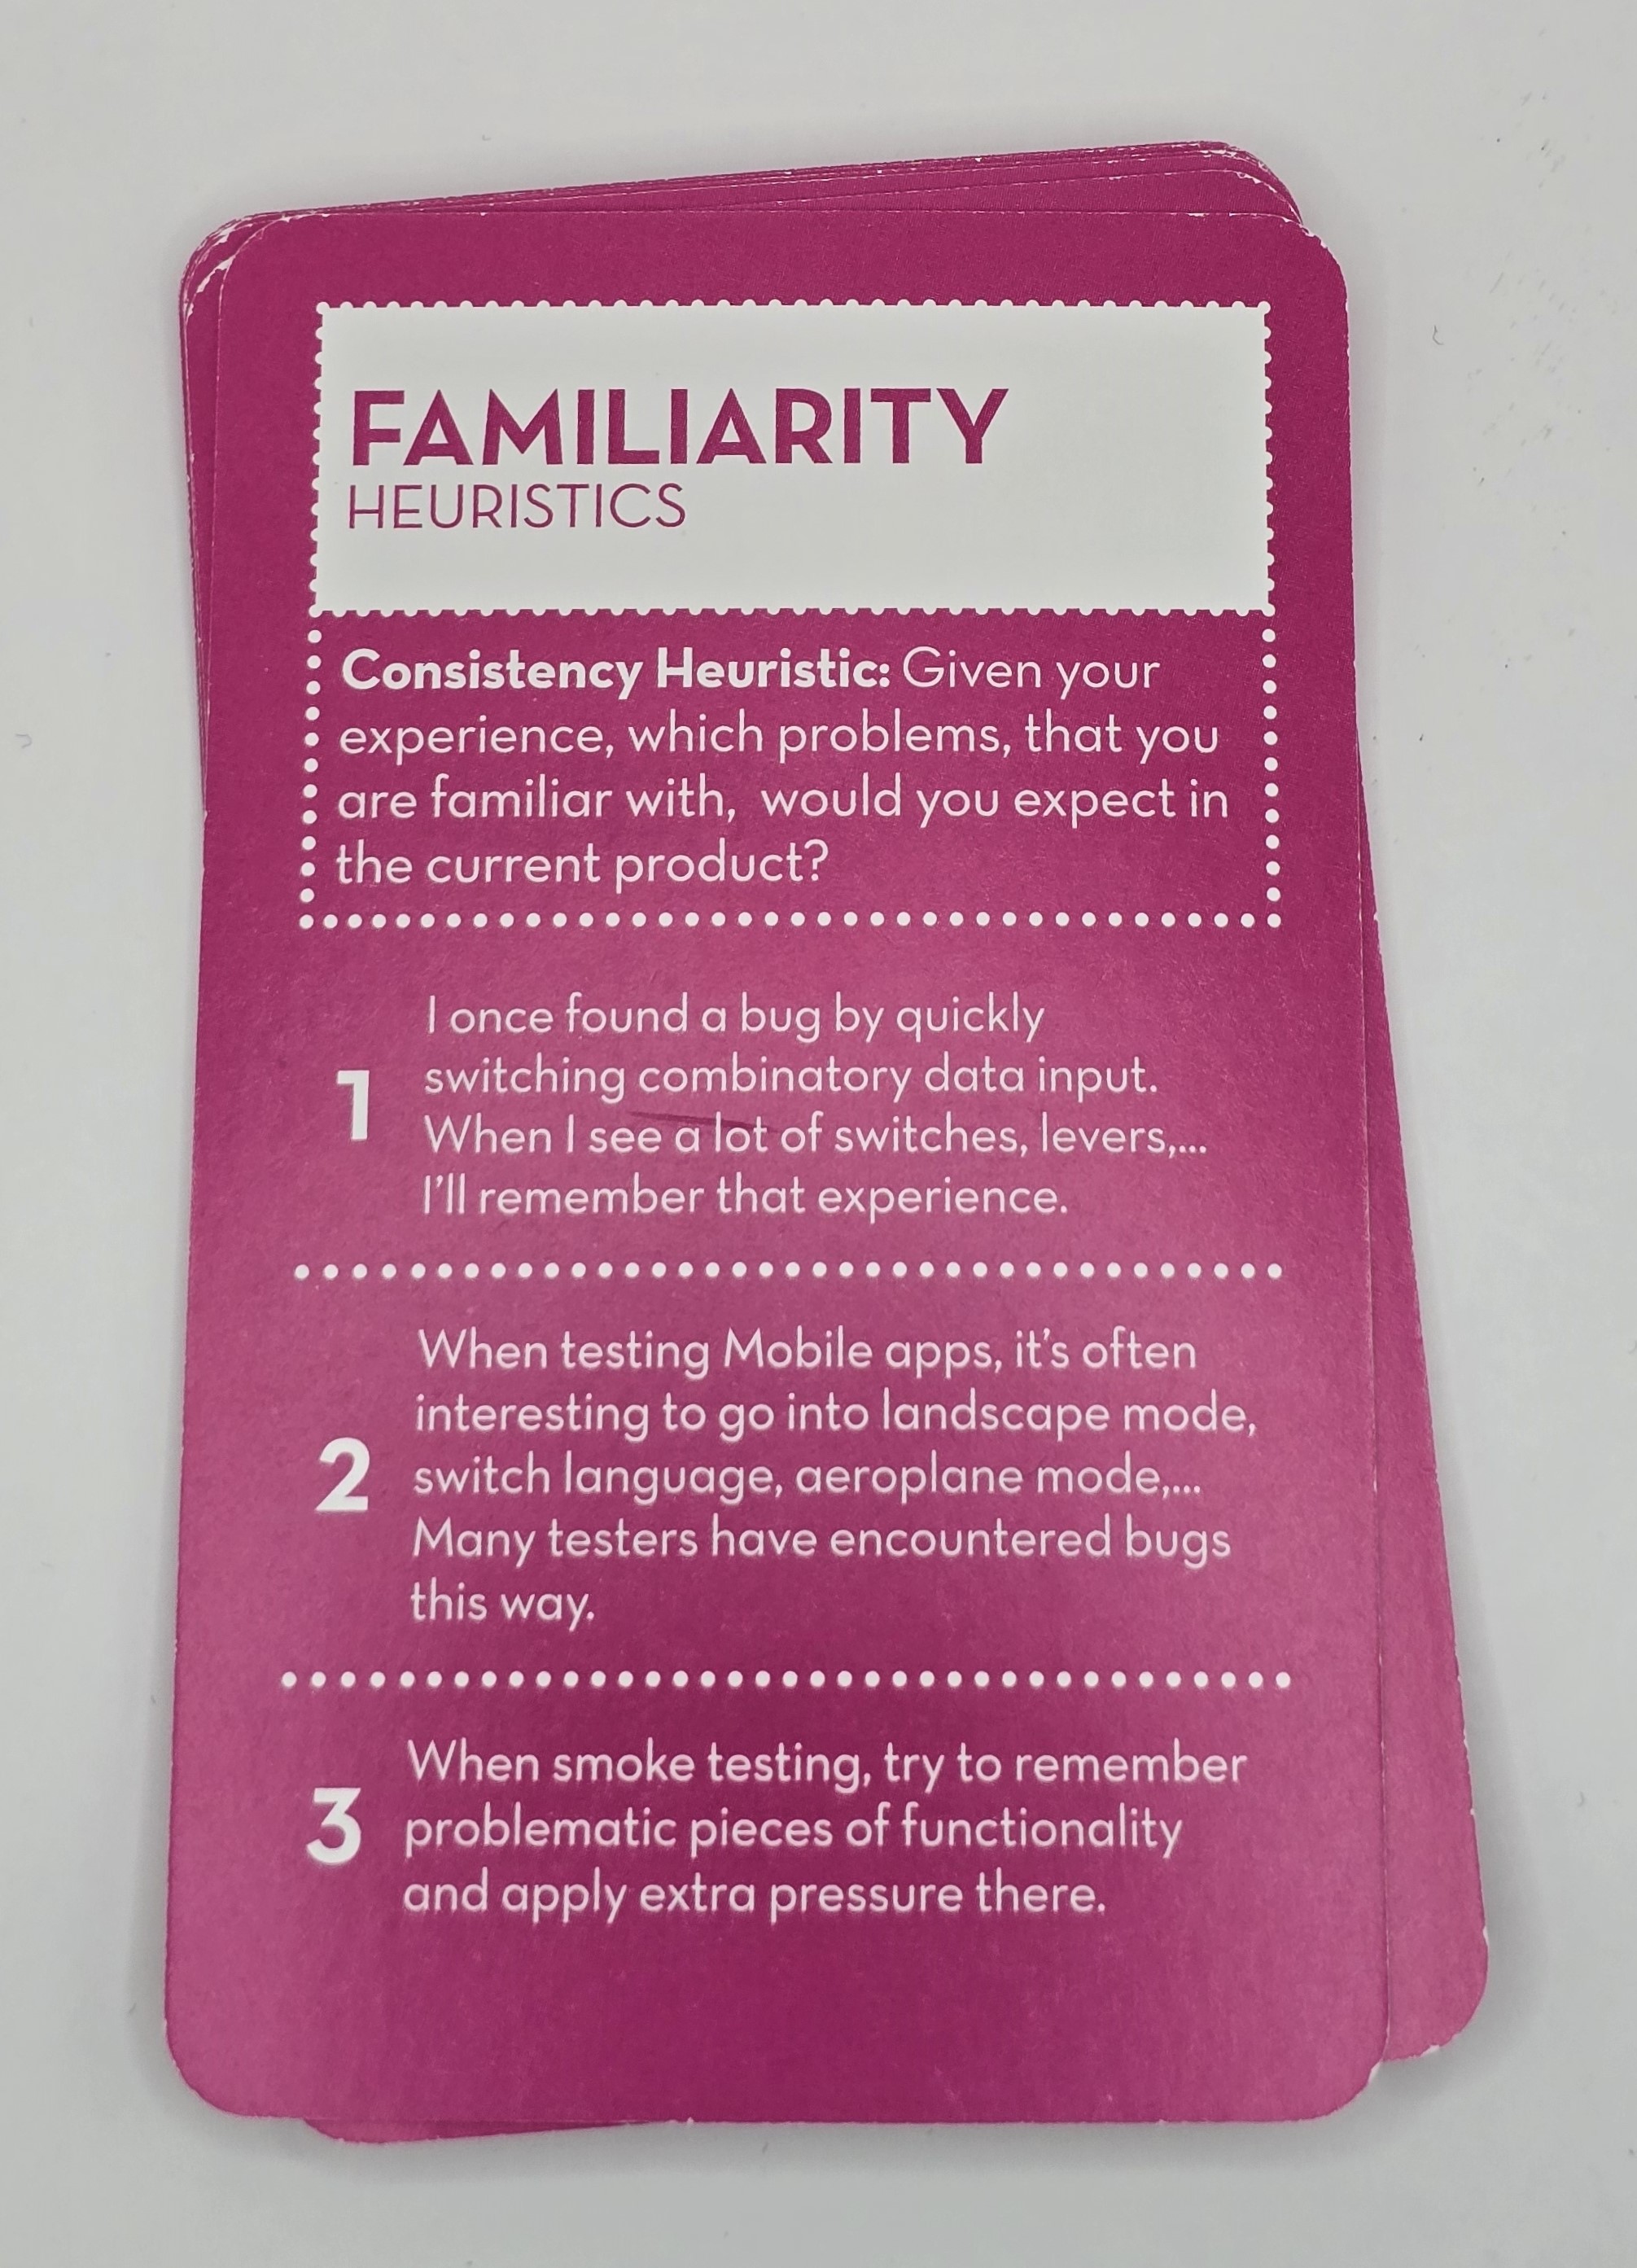 FAMILIARITY
HEURISTICS
Consistency Heuristic: Given your
experience, which problems, that you
are familiar with,  would you expect in
the current product?
1
I once found a bug by quickly
switching combinatory data input.
When I see a lot of switches, levers,...
I'll remember that experience.
2
When testing Mobile apps, it's often
interesting to go into landscape mode,
switch language, aeroplane mode,...
Many testers have encountered bugs
this way.
3
When smoke testing, try to remember
problematic pieces of functionality
and apply extra pressure there.